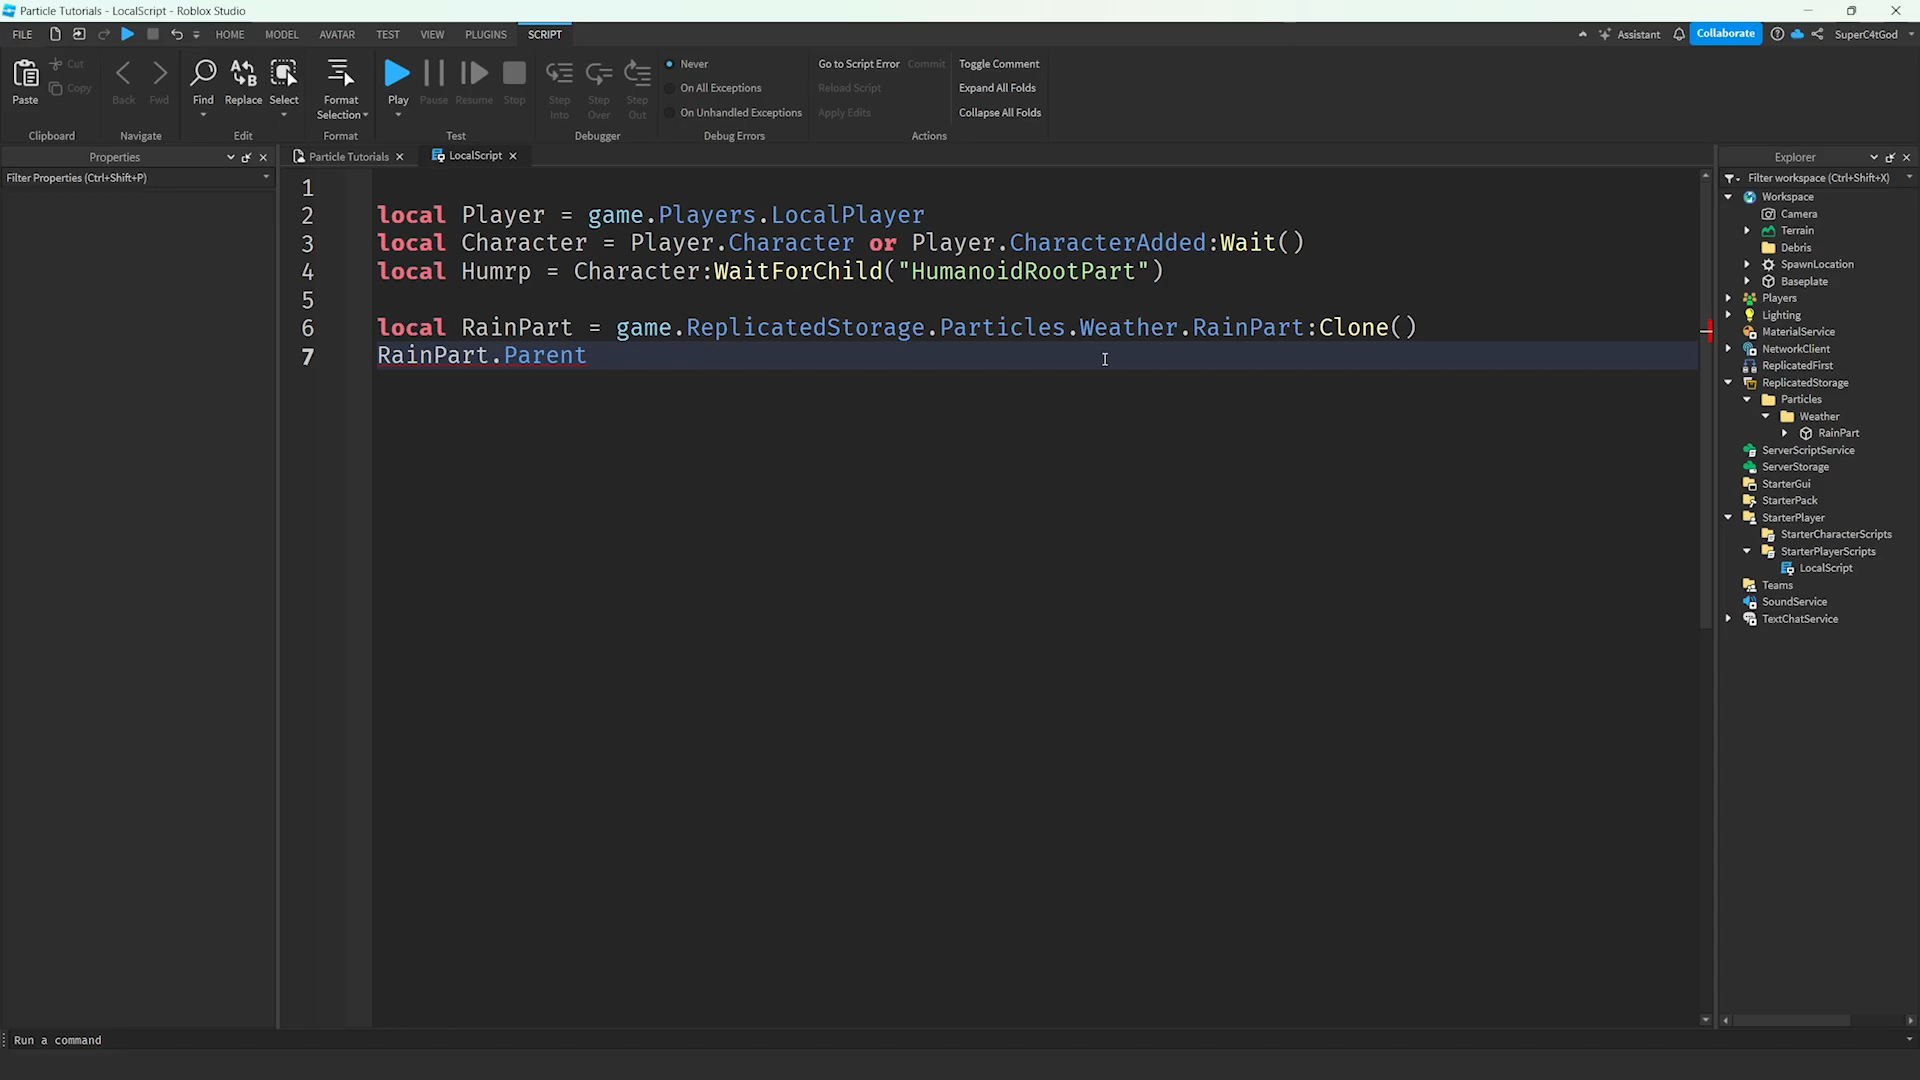 Particle Tutorials - LocalScript - Roblox Studio
FILE HOME MODEL AVATAR TEST VIEW PLUGINS SCRIPT Assistant Collaborate SuperC4tGod
Paste Cut Copy
Clipboard
Back Fwd
Navigate
Find Replace Select
Edit
Format Selection
Format
Play Pause Resume Stop
Test
Step Into Step Over Step Out
Debugger
Never
On All Exceptions
On Unhandled Exceptions
Debug Errors
Go to Script Error Commit
Reload Script
Apply Edits
Toggle Comment
Expand All Folds
Collapse All Folds
Actions
Properties
Filter Properties (Ctrl+Shift+P)
Particle Tutorials LocalScript
1
2 local Player = game.Players.LocalPlayer
3 local Character = Player.Character or Player.CharacterAdded:Wait()
4 local Humrp = Character:WaitForChild("HumanoidRootPart")
5
6 local RainPart = game.ReplicatedStorage.Particles.Weather.RainPart:Clone()
7 RainPart.Parent
Explorer
Filter workspace (Ctrl+Shift+X)
Workspace
Camera
Terrain
Debris
SpawnLocation
Baseplate
Players
Lighting
MaterialService
NetworkClient
ReplicatedFirst
ReplicatedStorage
Particles
Weather
RainPart
ServerScriptService
ServerStorage
StarterGui
StarterPack
StarterPlayer
StarterCharacterScripts
StarterPlayerScripts
LocalScript
Teams
SoundService
TextChatService
Run a command